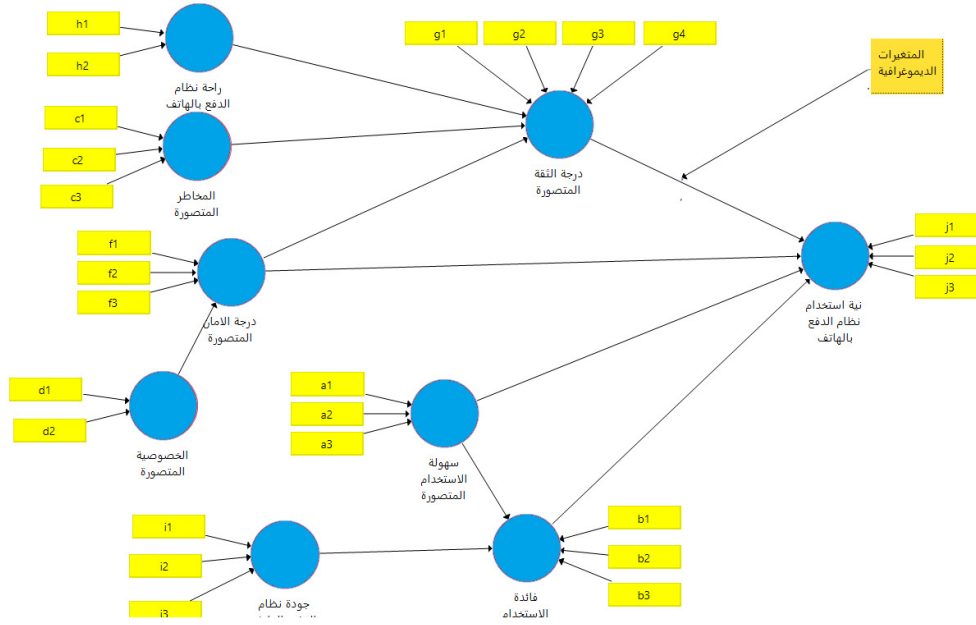 h1
h2
راحة نظام
الدفع بالهاتف
c1
c2
c3
المخاطر
المتصورة
g1
g2
g3
g4
درجة الثقة
المتصورة
المتغيرات
الديموغرافية
f1
f2
f3
درجة الامان
المتصورة
j1
j2
j3
نية استخدام
نظام الدفع
بالهاتف
d1
d2
الخصوصية
المتصورة
a1
a2
a3
سهولة
الاستخدام
المتصورة
i1
i2
i3
جودة نظام
b1
b2
b3
فائدة
الاستخدام